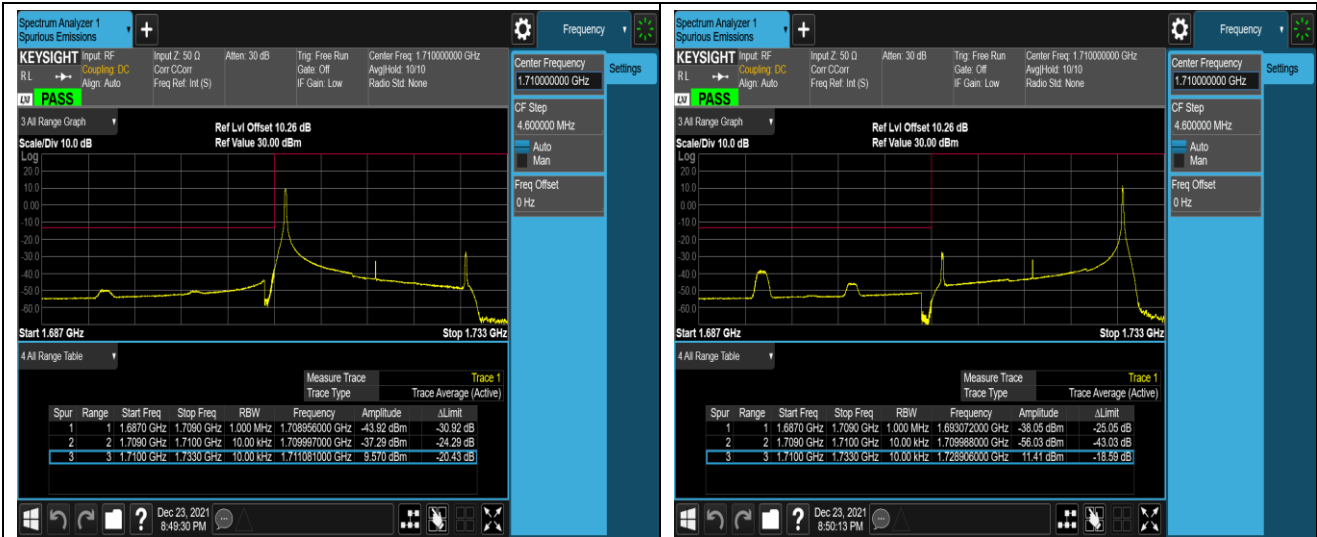 Spectrum Analyzer 1
Spurious Emissions
+
Frequency
KEYSIGHT Input: RF Input Z: 50 Ω Atten: 30 dB Trig: Free Run Center Freq: 1.710000000 GHz
RL Coupling: DC Corr CCorr Gate: Off Avg|Hold: 10/10
Align: Auto Freq Ref: Int (S) IF Gain: Low Radio Std: None
LXI PASS
3 All Range Graph
Ref Lvl Offset 10.26 dB
Scale/Div 10.0 dB Ref Value 30.00 dBm
Log
20.0
10.0
0.00
-10.0
-20.0
-30.0
-40.0
-50.0
-60.0
Start 1.687 GHz Stop 1.733 GHz
4 All Range Table
Measure Trace Trace 1
Trace Type Trace Average (Active)
Spur Range Start Freq Stop Freq RBW Frequency Amplitude ΔLimit
1 1 1.6870 GHz 1.7090 GHz 1.000 MHz 1.708956000 GHz -43.92 dBm -30.92 dB
2 2 1.7090 GHz 1.7100 GHz 10.00 kHz 1.709997000 GHz -37.29 dBm -24.29 dB
3 3 1.7100 GHz 1.7330 GHz 10.00 kHz 1.711081000 GHz 9.570 dBm -20.43 dB
Center Frequency
1.710000000 GHz
Settings
CF Step
4.600000 MHz
Auto
Man
Freq Offset
0 Hz
?
Dec 23, 2021
8:49:30 PM
Spectrum Analyzer 1
Spurious Emissions
+
Frequency
KEYSIGHT Input: RF Input Z: 50 Ω Atten: 30 dB Trig: Free Run Center Freq: 1.710000000 GHz
RL Coupling: DC Corr CCorr Gate: Off Avg|Hold: 10/10
Align: Auto Freq Ref: Int (S) IF Gain: Low Radio Std: None
LXI PASS
3 All Range Graph
Ref Lvl Offset 10.26 dB
Scale/Div 10.0 dB Ref Value 30.00 dBm
Log
20.0
10.0
0.00
-10.0
-20.0
-30.0
-40.0
-50.0
-60.0
Start 1.687 GHz Stop 1.733 GHz
4 All Range Table
Measure Trace Trace 1
Trace Type Trace Average (Active)
Spur Range Start Freq Stop Freq RBW Frequency Amplitude ΔLimit
1 1 1.6870 GHz 1.7090 GHz 1.000 MHz 1.693072000 GHz -38.05 dBm -25.05 dB
2 2 1.7090 GHz 1.7100 GHz 10.00 kHz 1.709988000 GHz -56.03 dBm -43.03 dB
3 3 1.7100 GHz 1.7330 GHz 10.00 kHz 1.728906000 GHz 11.41 dBm -18.59 dB
Center Frequency
1.710000000 GHz
Settings
CF Step
4.600000 MHz
Auto
Man
Freq Offset
0 Hz
?
Dec 23, 2021
8:50:13 PM